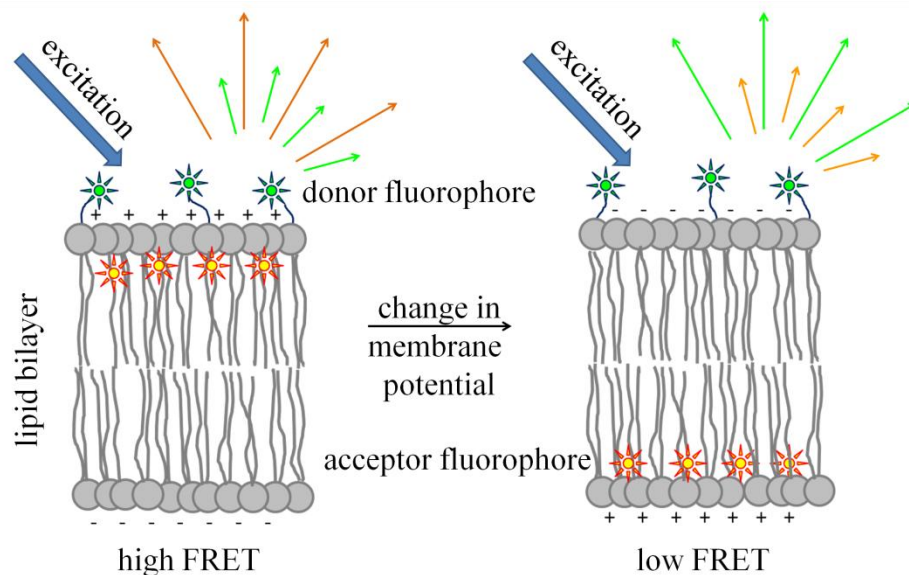 excitation
excitation
donor fluorophore
+ + + + + + +
- - - - - - -
lipid bilayer
change in
membrane
potential
acceptor fluorophore
- - - - - - -
+ + + + + + +
high FRET
low FRET